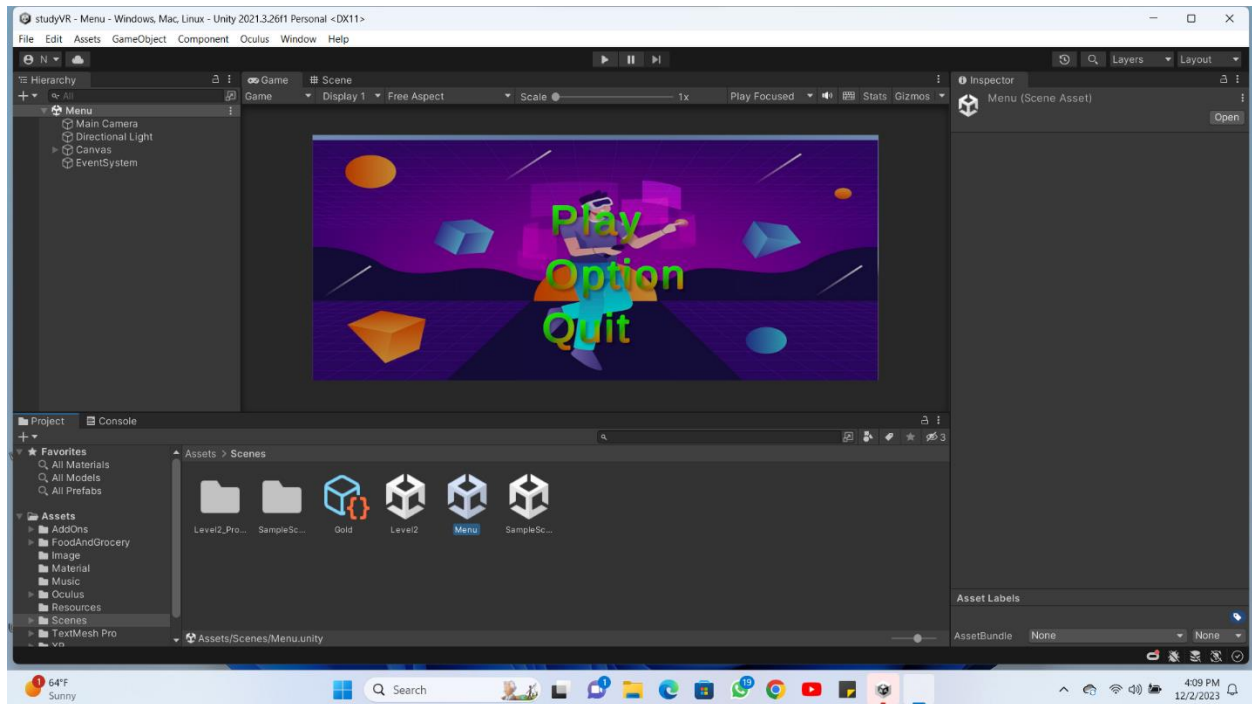 studyVR - Menu - Windows, Mac, Linux - Unity 2021.3.26f1 Personal <DX11>
File Edit Assets GameObject Component Oculus Window Help
N Layers Layout
Hierarchy Game Scene Inspector
All Game Display 1 Free Aspect Scale 1x Play Focused Stats Gizmos Menu (Scene Asset)
Menu Open
Main Camera
Directional Light
Canvas
EventSystem
Play
Option
Quit
Project Console
3
Favorites Assets > Scenes
All Materials
All Models
All Prefabs
Assets
AddOns Level2_Pro... SampleSc... Gold Level2 Menu SampleSc...
FoodAndGrocery
Image
Material
Music
Oculus
Resources Asset Labels
Scenes
TextMesh Pro Assets/Scenes/Menu.unity AssetBundle None None
XR
1 64°F Search 9 4:09 PM
Sunny 12/2/2023